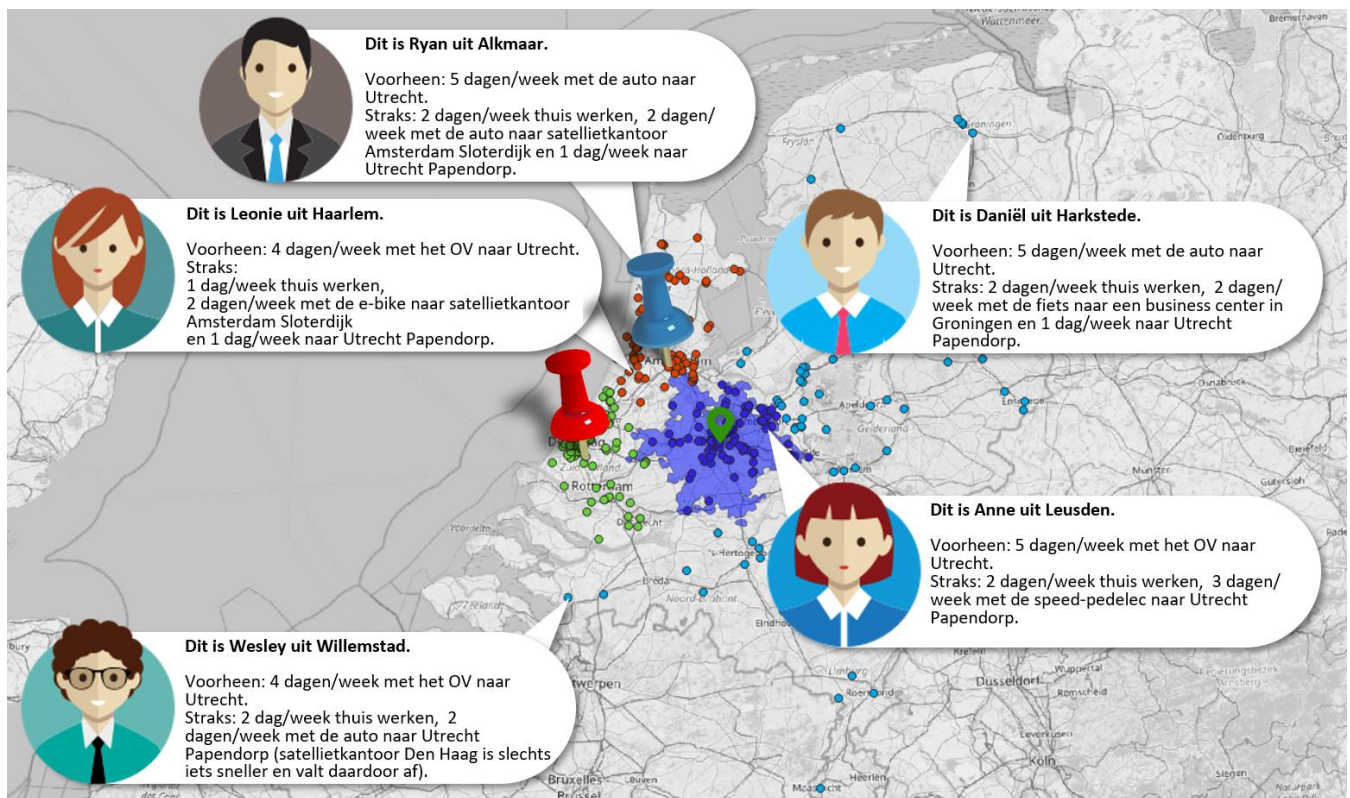 Dit is Ryan uit Alkmaar.
Voorheen: 5 dagen/week met de auto naar
Utrecht.
Straks: 2 dagen/week thuis werken, 2 dagen/
week met de auto naar satellietkantoor
Amsterdam Sloterdijk en 1 dag/week naar
Utrecht Papendorp.
Dit is Leonie uit Haarlem.
Voorheen: 4 dagen/week met het OV naar Utrecht.
Straks:
1 dag/week thuis werken,
2 dagen/week met de e-bike naar satellietkantoor
Amsterdam Sloterdijk
en 1 dag/week naar Utrecht Papendorp.
Dit is Daniël uit Harkstede.
Voorheen: 5 dagen/week met de auto naar
Utrecht.
Straks: 2 dagen/week thuis werken, 2 dagen/
week met de fiets naar een business center in
Groningen en 1 dag/week naar Utrecht
Papendorp.
Dit is Anne uit Leusden.
Voorheen: 5 dagen/week met het OV naar
Utrecht.
Straks: 2 dagen/week thuis werken, 3 dagen/
week met de speed-pedelec naar Utrecht
Papendorp.
Dit is Wesley uit Willemstad.
Voorheen: 4 dagen/week met het OV naar
Utrecht.
Straks: 2 dag/week thuis werken, 2
dagen/week met de auto naar Utrecht
Papendorp (satellietkantoor Den Haag is slechts
iets sneller en valt daardoor af).
Wattenmeer
Bremerhaven
Groningen
Fryslân
Oldenburg
Osnabrück
Gelderland
Bielefeld
Münster
Gütersloh
Zuid-Holland
Rotterdam
Voordelta
Breda
Noord-Brabant
Zeeland
Krefeld
Wuppertal
Limburg
Düsseldorf
Remscheid
Roermond
Leverkusen
Köln
Siegen
Bruxelles -
Brussel
Leuven
Heerlen
Maastricht